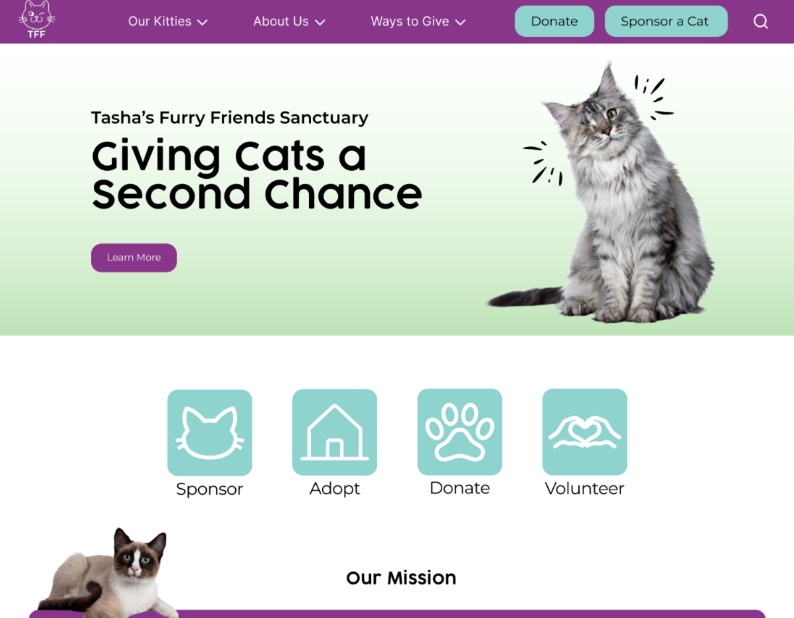 TFF
Our Kitties
About Us
Ways to Give
Donate
Sponsor a Cat
Tasha's Furry Friends Sanctuary
Giving Cats a
Second Chance
Learn More
Sponsor
Adopt
Donate
Volunteer
Our Mission